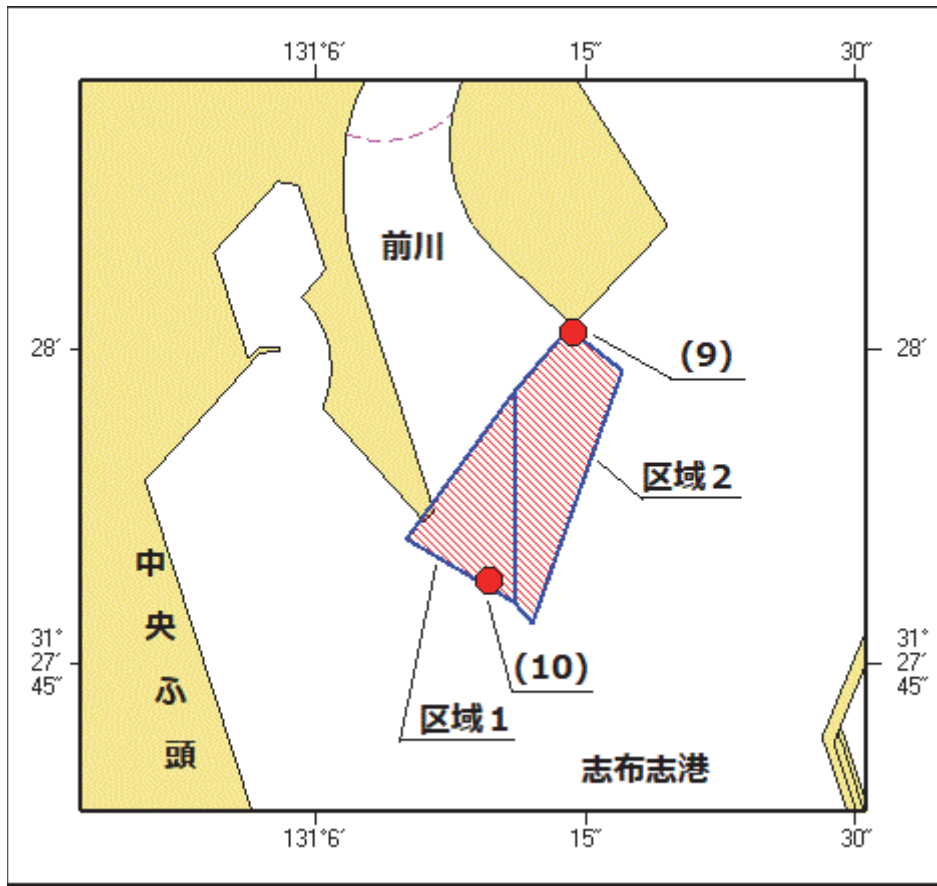 131°6′ 15″ 30″
前川
28′ 28′
(9)
区域2
中央ふ頭
31°
27′
45″
31°
27′
45″
(10)
区域1
志布志港
131°6′ 15″ 30″